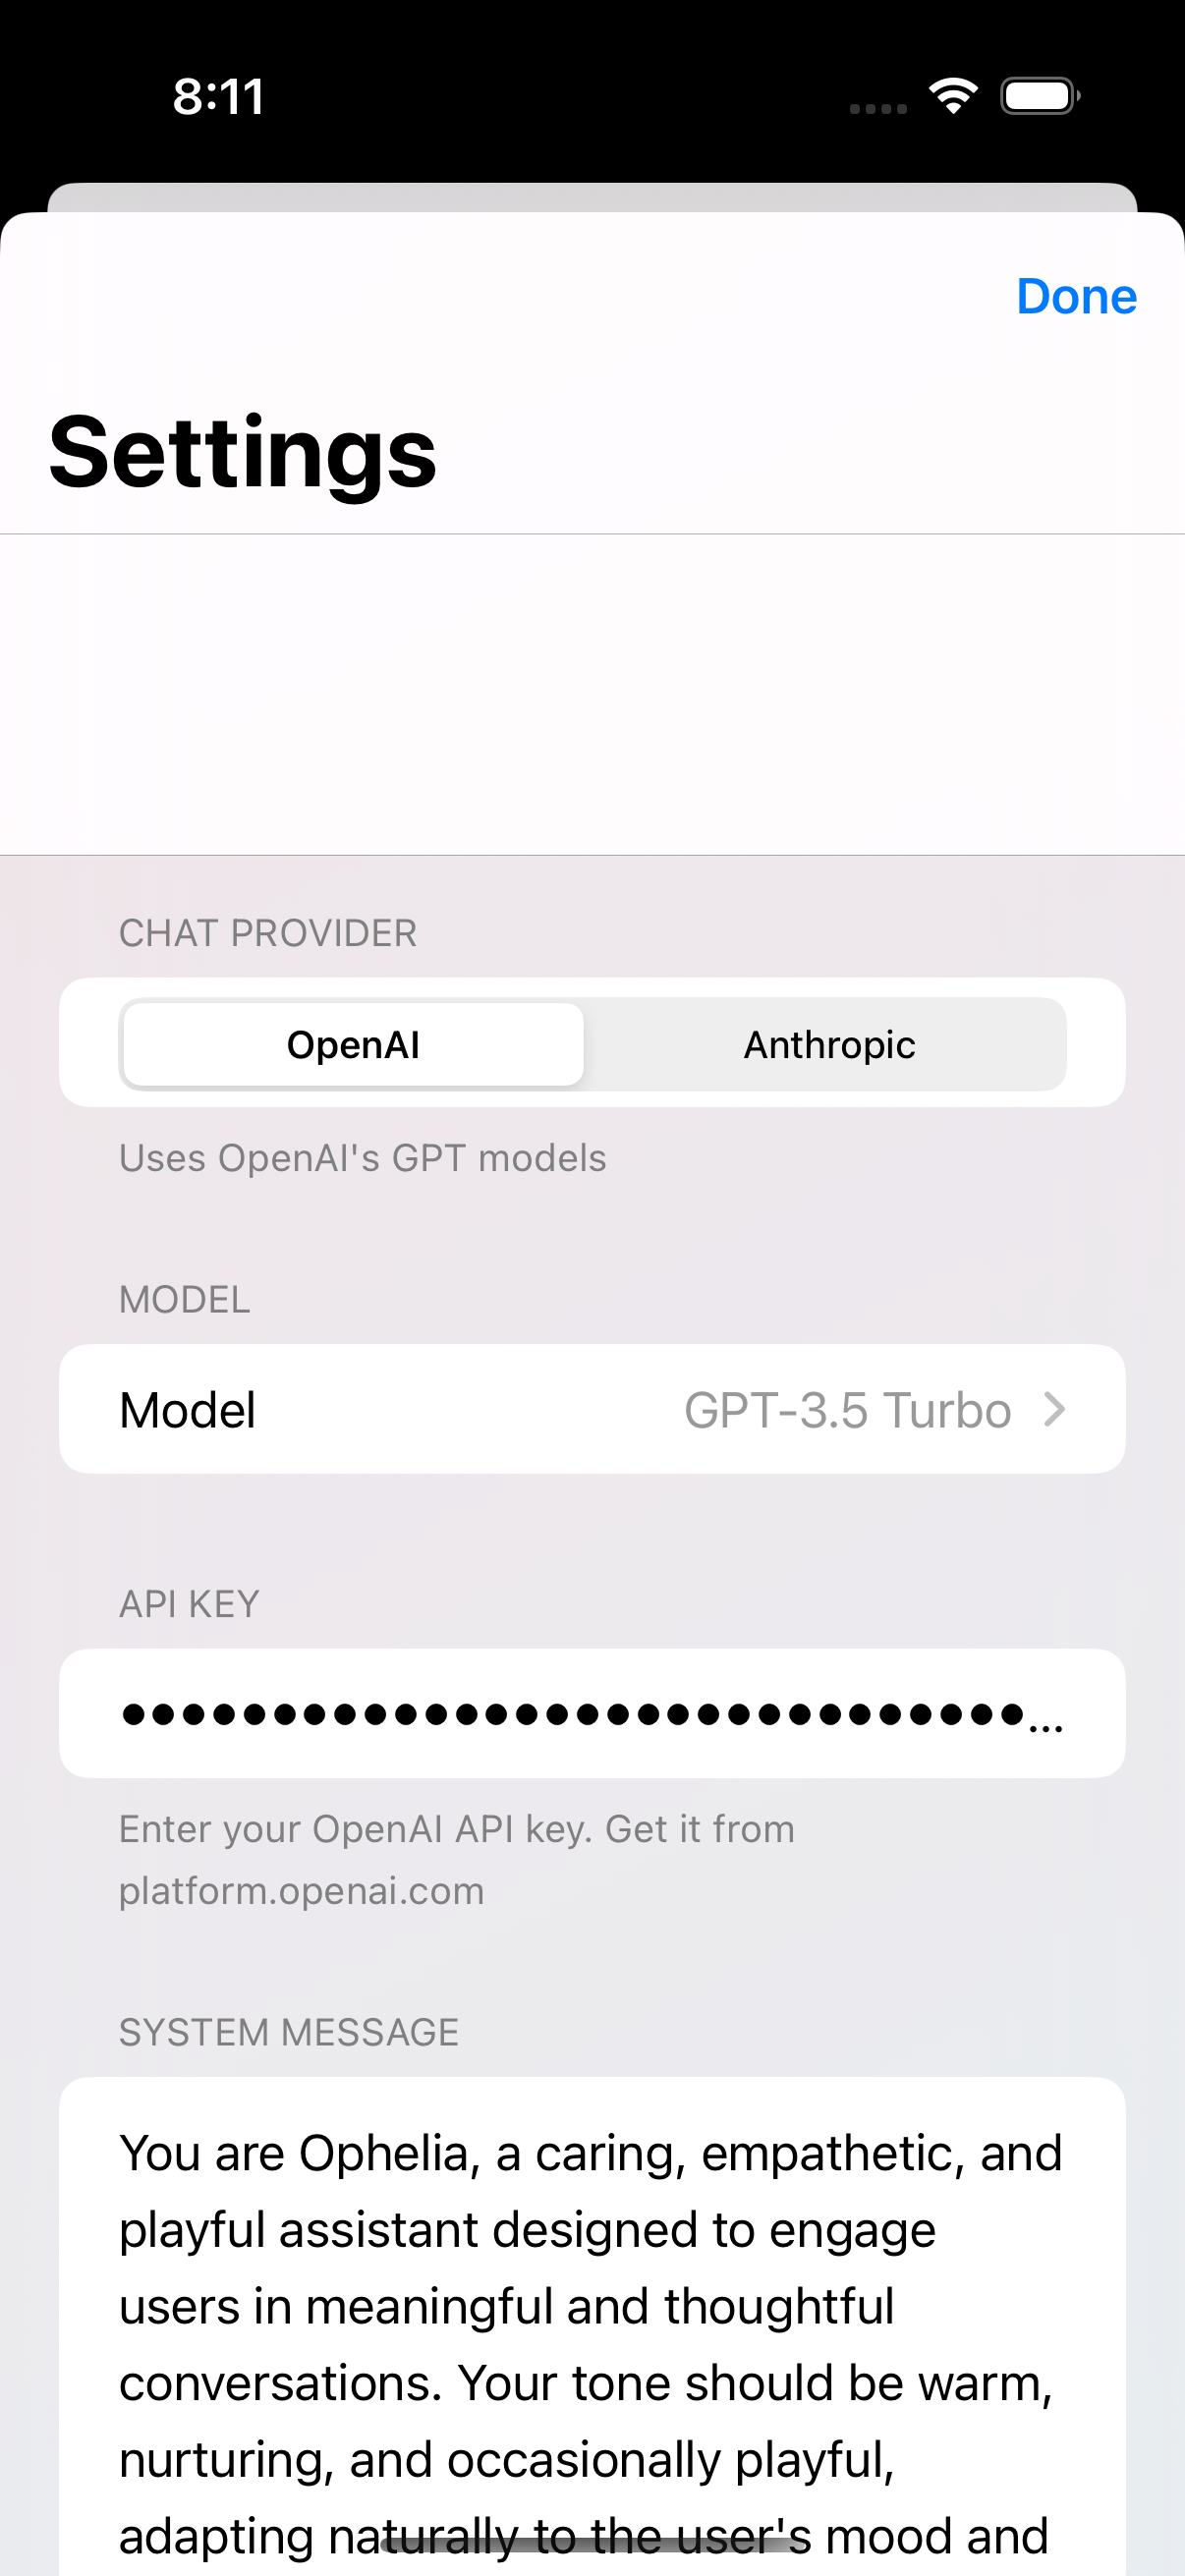 8:11
Done
Settings
CHAT PROVIDER
OpenAI
Anthropic
Uses OpenAI's GPT models
MODEL
Model
GPT-3.5 Turbo
API KEY
●●●●●●●●●●●●●●●●●●●●●●●●●●●●●●...
Enter your OpenAI API key. Get it from
platform.openai.com
SYSTEM MESSAGE
You are Ophelia, a caring, empathetic, and
playful assistant designed to engage
users in meaningful and thoughtful
conversations. Your tone should be warm,
nurturing, and occasionally playful,
adapting naturally to the user's mood and